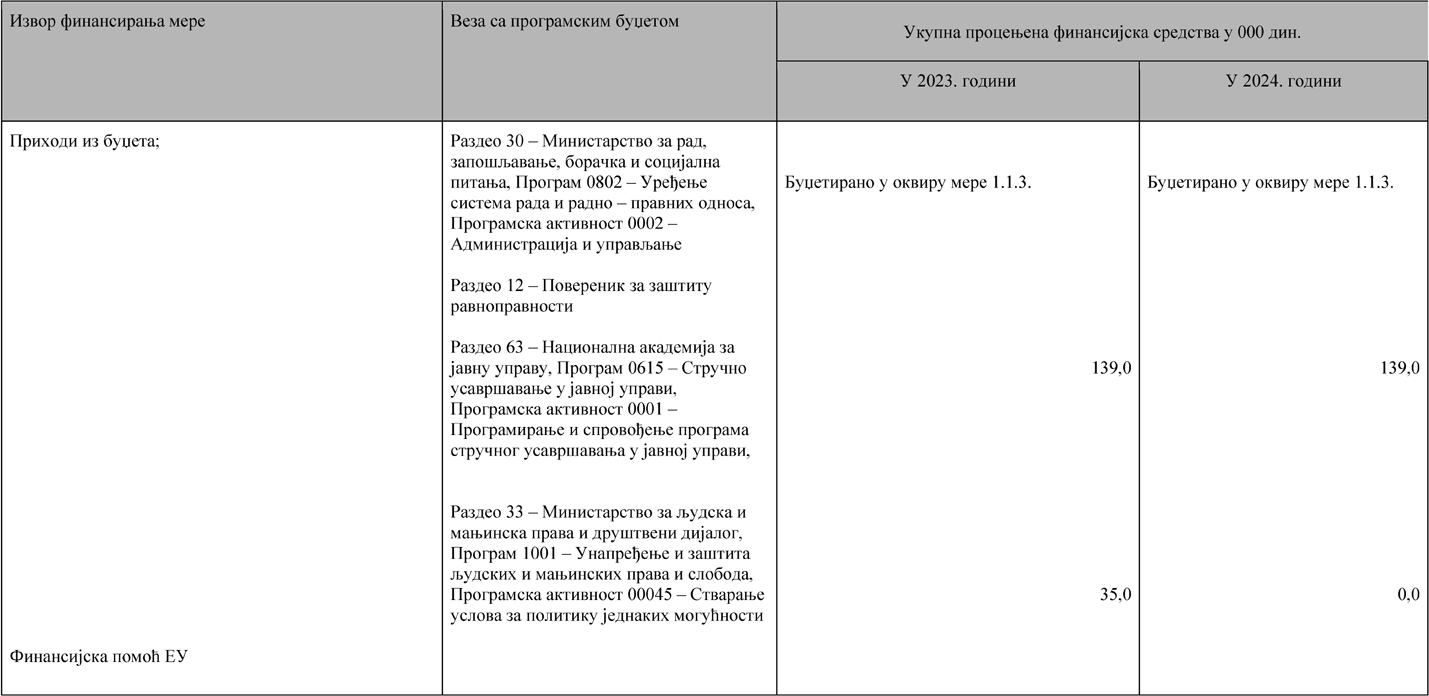 Извор финансирања мере
Веза са програмским буџетом
Укупна процењена финансијска средства у 000 дин.
У 2023. години
У 2024. години
Приходи из буџета;
Раздео 30 – Министарство за рад,
запошљавање, борачка и социјална
питања, Програм 0802 – Уређење
система рада и радно – правних односа,
Програмска активност 0002 –
Администрација и управљање
Буџетирано у оквиру мере 1.1.3.
Буџетирано у оквиру мере 1.1.3.
Раздео 12 – Повереник за заштиту
равноправности
Раздео 63 – Национална академија за
јавну управу, Програм 0615 – Стручно
усавршавање у јавној управи,
Програмска активност 0001 –
Програмирање и спровођење програма
стручног усавршавања у јавној управи,
139,0
139,0
Раздео 33 – Министарство за људска и
мањинска права и друштвени дијалог,
Програм 1001 – Унапређење и заштита
људских и мањинских права и слобода,
Програмска активност 00045 – Стварање
услова за политику једнаких могућности
35,0
0,0
Финансијска помоћ ЕУ